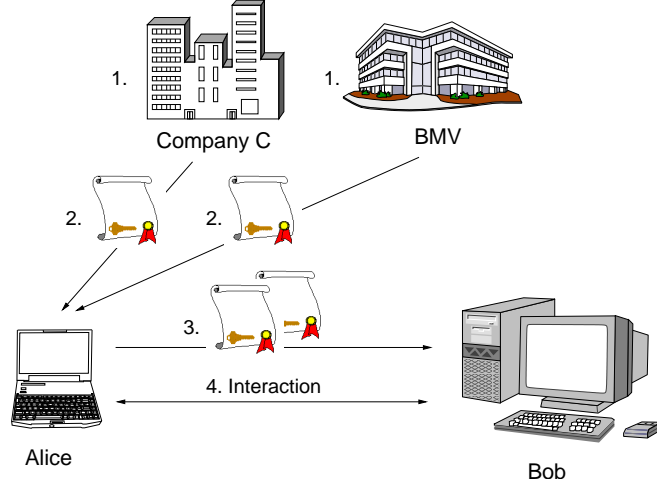 1.
1.
Company C
BMV
2.
2.
3.
4. Interaction
Alice
Bob